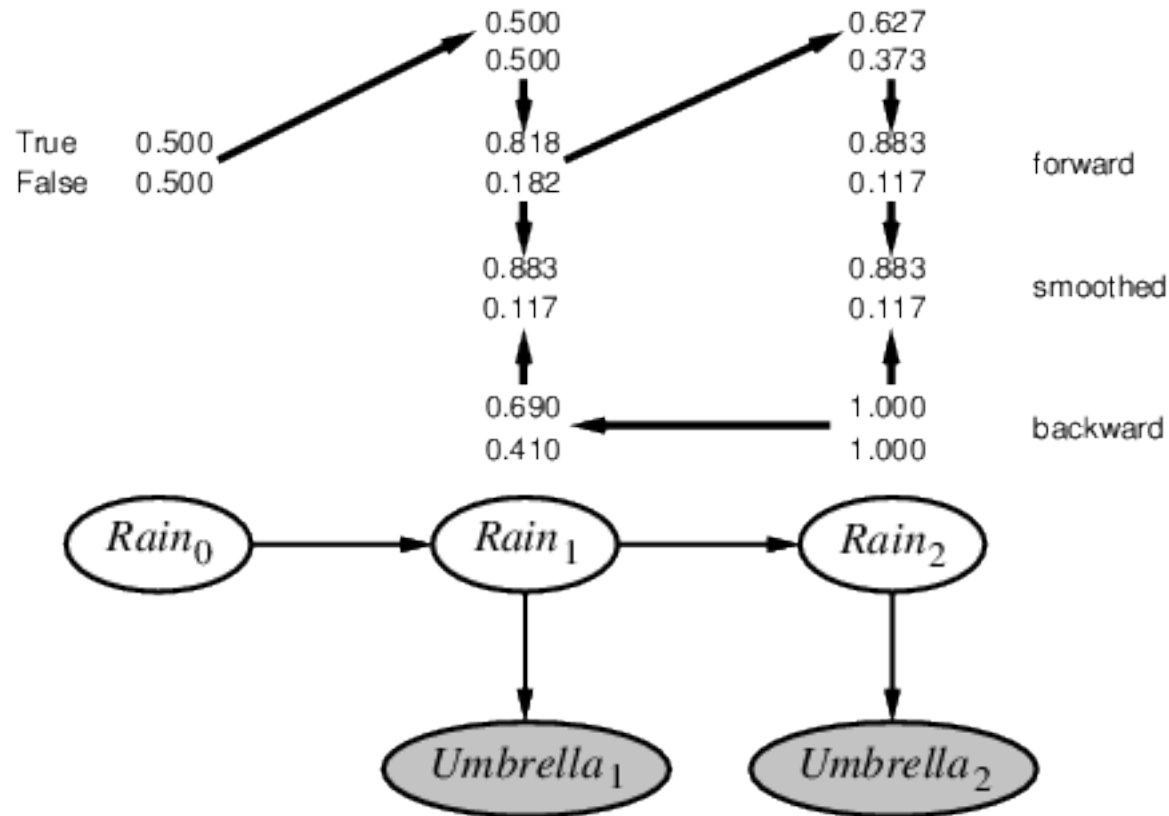 0.500 0.627
0.500 0.373
True 0.500 0.818 0.883
False 0.500 0.182 0.117 forward
0.883 0.883
0.117 0.117 smoothed
0.690 1.000
0.410 1.000 backward
Rain0 Rain1 Rain2
Umbrella1 Umbrella2